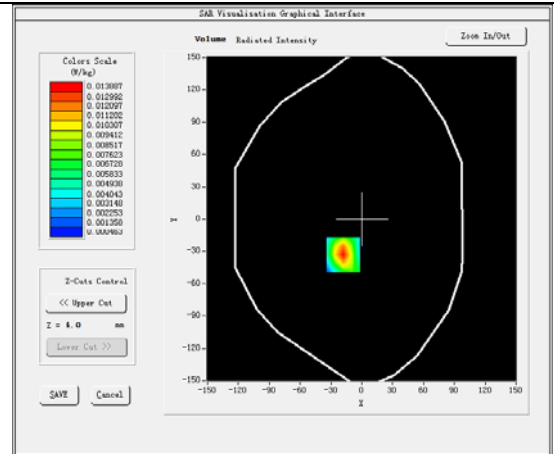 SAR Visualisation Graphical Interface
Volume Radiated Intensity
Zoom In/Out
Colors Scale
(W/kg)
0.013887
0.012992
0.012097
0.011202
0.010307
0.009412
0.008517
0.007623
0.006728
0.005833
0.004938
0.004043
0.003148
0.002253
0.001358
0.000463
Z-Cuts Control
<< Upper Cut
Z = 4.0 mm
Lower Cut >>
SAVE
Cancel
150
120
90
60
30
0
-30
-60
-90
-120
-150
Y
-150 -120 -90 -60 -30 0 30 60 90 120 150
X